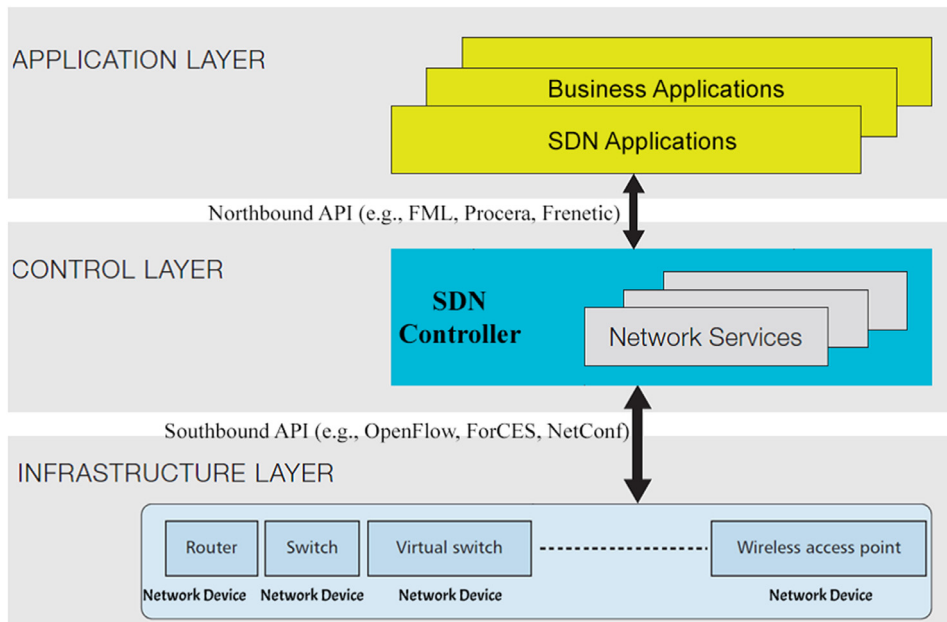 APPLICATION LAYER
Business Applications
SDN Applications
Northbound API (e.g., FML, Procera, Frenetic)
CONTROL LAYER
SDN
Controller
Network Services
Southbound API (e.g., OpenFlow, ForCES, NetConf)
INFRASTRUCTURE LAYER
Router
Switch
Virtual switch
Wireless access point
Network Device
Network Device
Network Device
Network Device